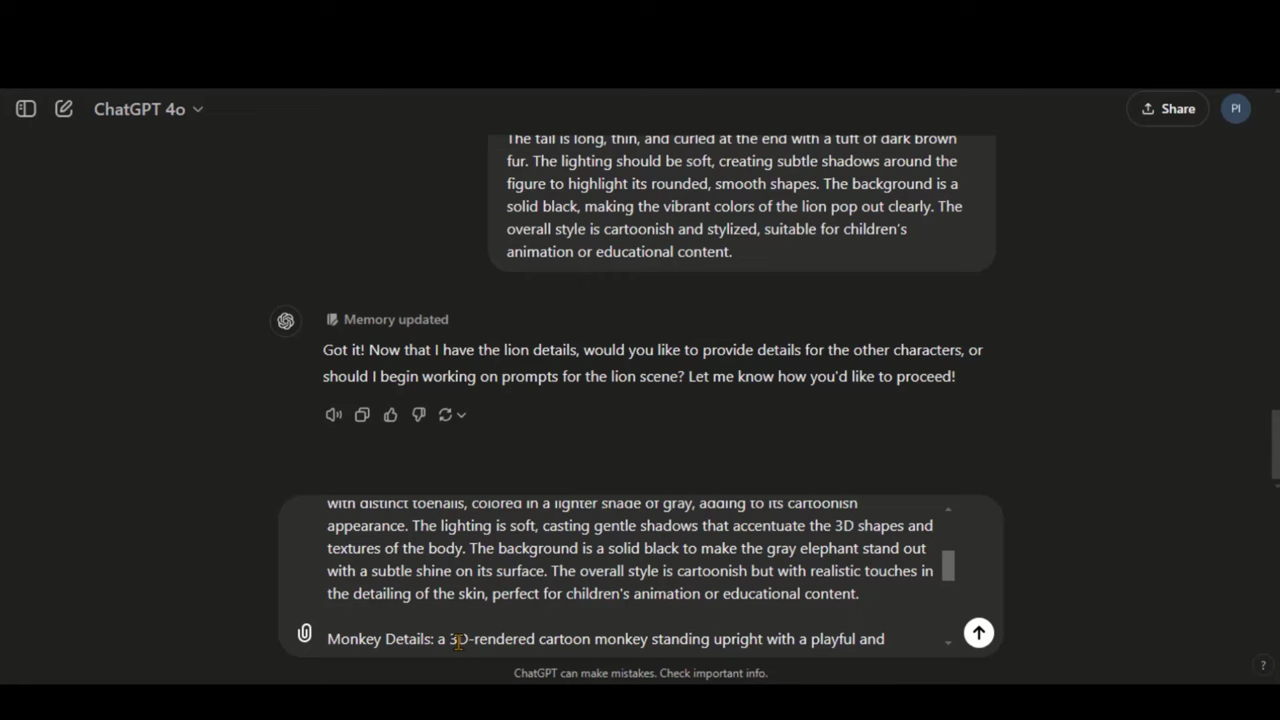 ChatGPT 4o
Share
PI
The tail is long, thin, and curled at the end with a tuft of dark brown
fur. The lighting should be soft, creating subtle shadows around the
figure to highlight its rounded, smooth shapes. The background is a
solid black, making the vibrant colors of the lion pop out clearly. The
overall style is cartoonish and stylized, suitable for children's
animation or educational content.
Memory updated
Got it! Now that I have the lion details, would you like to provide details for the other characters, or
should I begin working on prompts for the lion scene? Let me know how you'd like to proceed!
with distinct toenails, colored in a lighter shade of gray, adding to its cartoonish
appearance. The lighting is soft, casting gentle shadows that accentuate the 3D shapes and
textures of the body. The background is a solid black to make the gray elephant stand out
with a subtle shine on its surface. The overall style is cartoonish but with realistic touches in
the detailing of the skin, perfect for children's animation or educational content.
Monkey Details: a 3D-rendered cartoon monkey standing upright with a playful and
ChatGPT can make mistakes. Check important info.
?